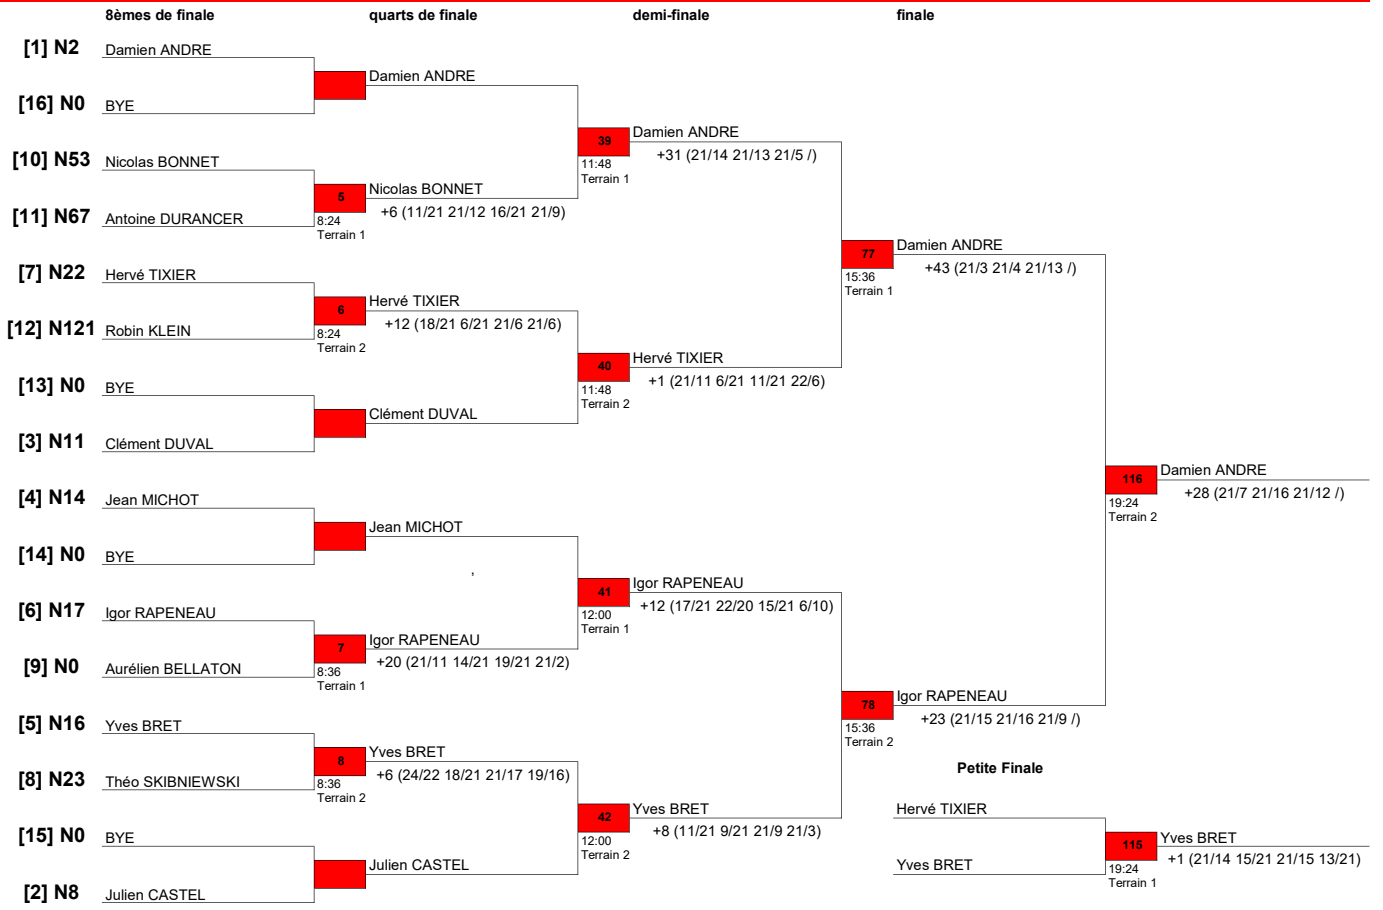 8èmes de finale
quarts de finale
demi-finale
finale
[1] N2 Damien ANDRE
Damien ANDRE
[16] N0 BYE
39 Damien ANDRE
+31 (21/14 21/13 21/5 /)
11:48
Terrain 1
[10] N53 Nicolas BONNET
5 Nicolas BONNET
+6 (11/21 21/12 16/21 21/9)
8:24
Terrain 1
[11] N67 Antoine DURANCER
77 Damien ANDRE
+43 (21/3 21/4 21/13 /)
15:36
Terrain 1
[7] N22 Hervé TIXIER
6 Hervé TIXIER
+12 (18/21 6/21 21/6 21/6)
8:24
Terrain 2
[12] N121 Robin KLEIN
40 Hervé TIXIER
+1 (21/11 6/21 11/21 22/6)
11:48
Terrain 2
[13] N0 BYE
Clément DUVAL
[3] N11 Clément DUVAL
116 Damien ANDRE
+28 (21/7 21/16 21/12 /)
19:24
Terrain 2
[4] N14 Jean MICHOT
Jean MICHOT
,
[14] N0 BYE
41 Igor RAPENEAU
+12 (17/21 22/20 15/21 6/10)
12:00
Terrain 1
[6] N17 Igor RAPENEAU
7 Igor RAPENEAU
+20 (21/11 14/21 19/21 21/2)
8:36
Terrain 1
[9] N0 Aurélien BELLATON
78 Igor RAPENEAU
+23 (21/15 21/16 21/9 /)
15:36
Terrain 2
[5] N16 Yves BRET
8 Yves BRET
+6 (24/22 18/21 21/17 19/16)
8:36
Terrain 2
[8] N23 Théo SKIBNIEWSKI
42 Yves BRET
+8 (11/21 9/21 21/9 21/3)
12:00
Terrain 2
[15] N0 BYE
Julien CASTEL
[2] N8 Julien CASTEL
Petite Finale
Hervé TIXIER
115 Yves BRET
+1 (21/14 15/21 21/15 13/21)
19:24
Terrain 1
Yves BRET